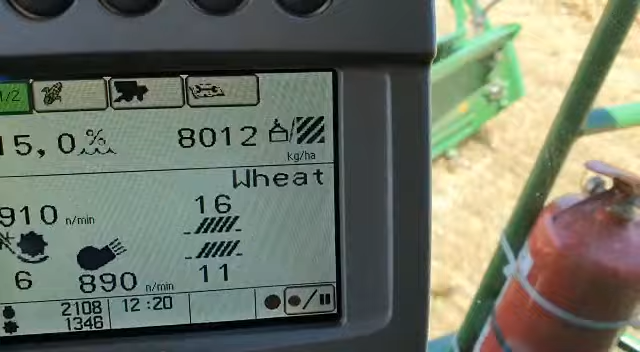 1/2
15,0% 8012
kg/ha
Wheat
910 n/min 16
6 890 n/min 11
2108 12:20
1346